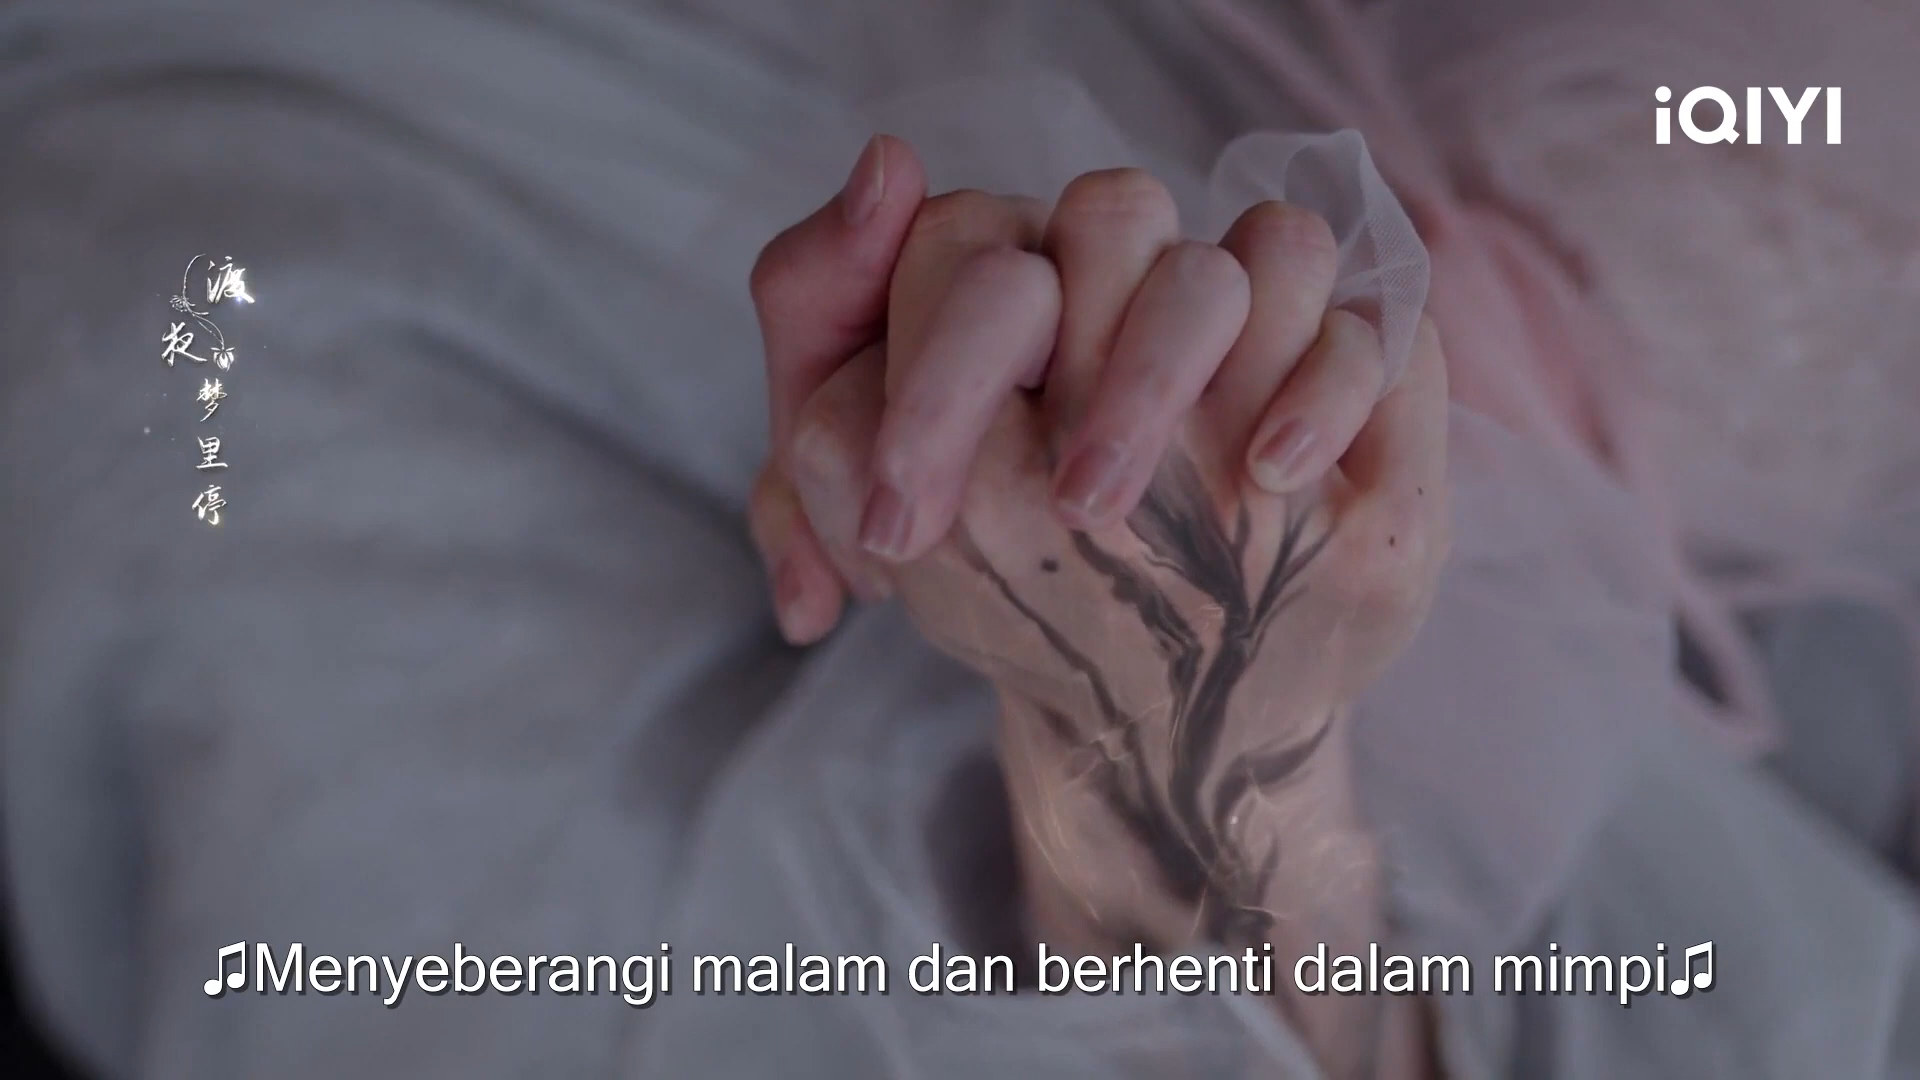 iQIYI
渡
夜
梦
里
停
♫Menyeberangi malam dan berhenti dalam mimpi♫